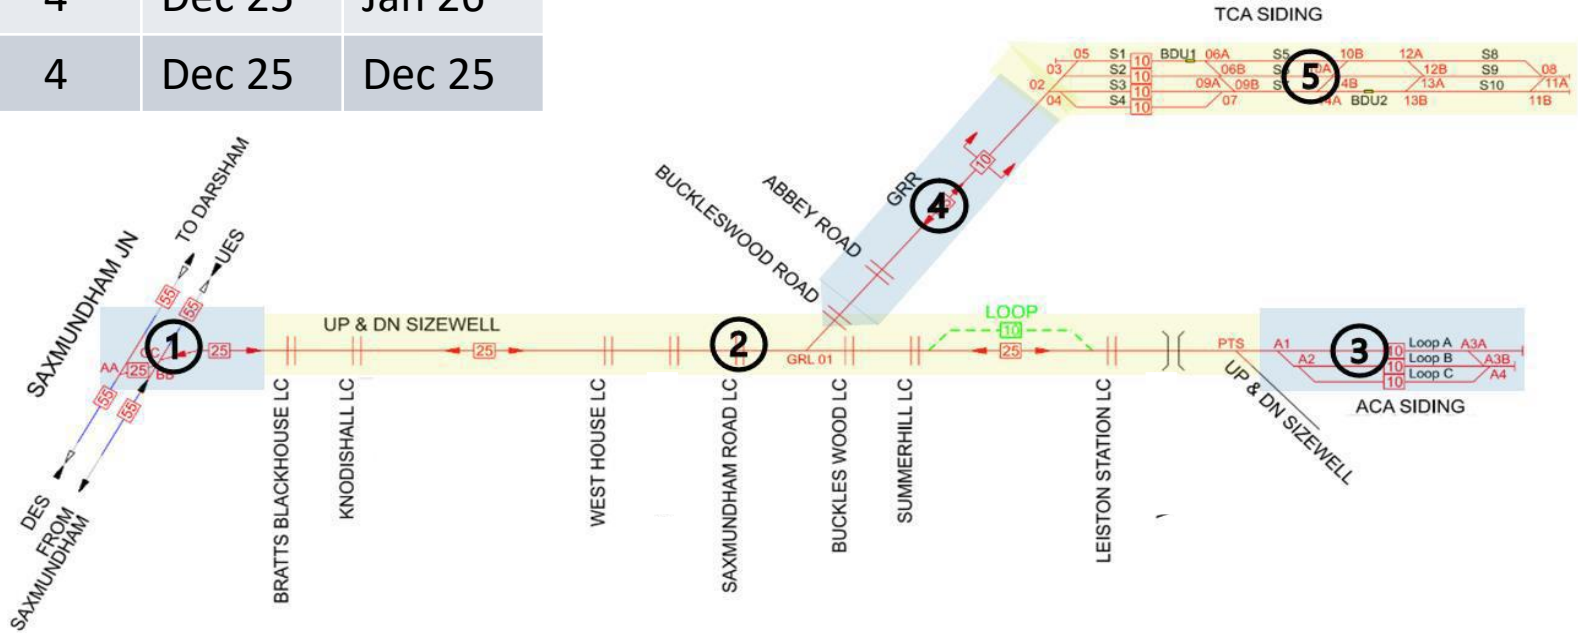 4 Dec 25 Jan 26
4 Dec 25 Dec 25
TCA SIDING
05 S1 BDU1 06A S5 10B 12A S8
03 S2 10 06B 12B S9 08
02 S3 10 09A 09B 4B 13A S10 11A
04 S4 10 07 BDU2 13B 11B
10
10
GRR
4
5
ABBEY ROAD
BUCKLESWOOD ROAD
SAXMUNDHAM JN
TO DARSHAM
UES
55
55
UP & DN SIZEWELL
LOOP
10
1
CC
25
25
2
GRL 01
25
PTS
A1
3
10
Loop A
A3A
AA
25
BB
A2
10
Loop B
A3B
10
Loop C
A4
55
55
UP & DN SIZEWELL
ACA SIDING
DES
FROM
SAXMUNDHAM
BRATTS BLACKHOUSE LC
KNODISHALL LC
WEST HOUSE LC
SAXMUNDHAM ROAD LC
BUCKLES WOOD LC
SUMMERHILL LC
LEISTON STATION LC